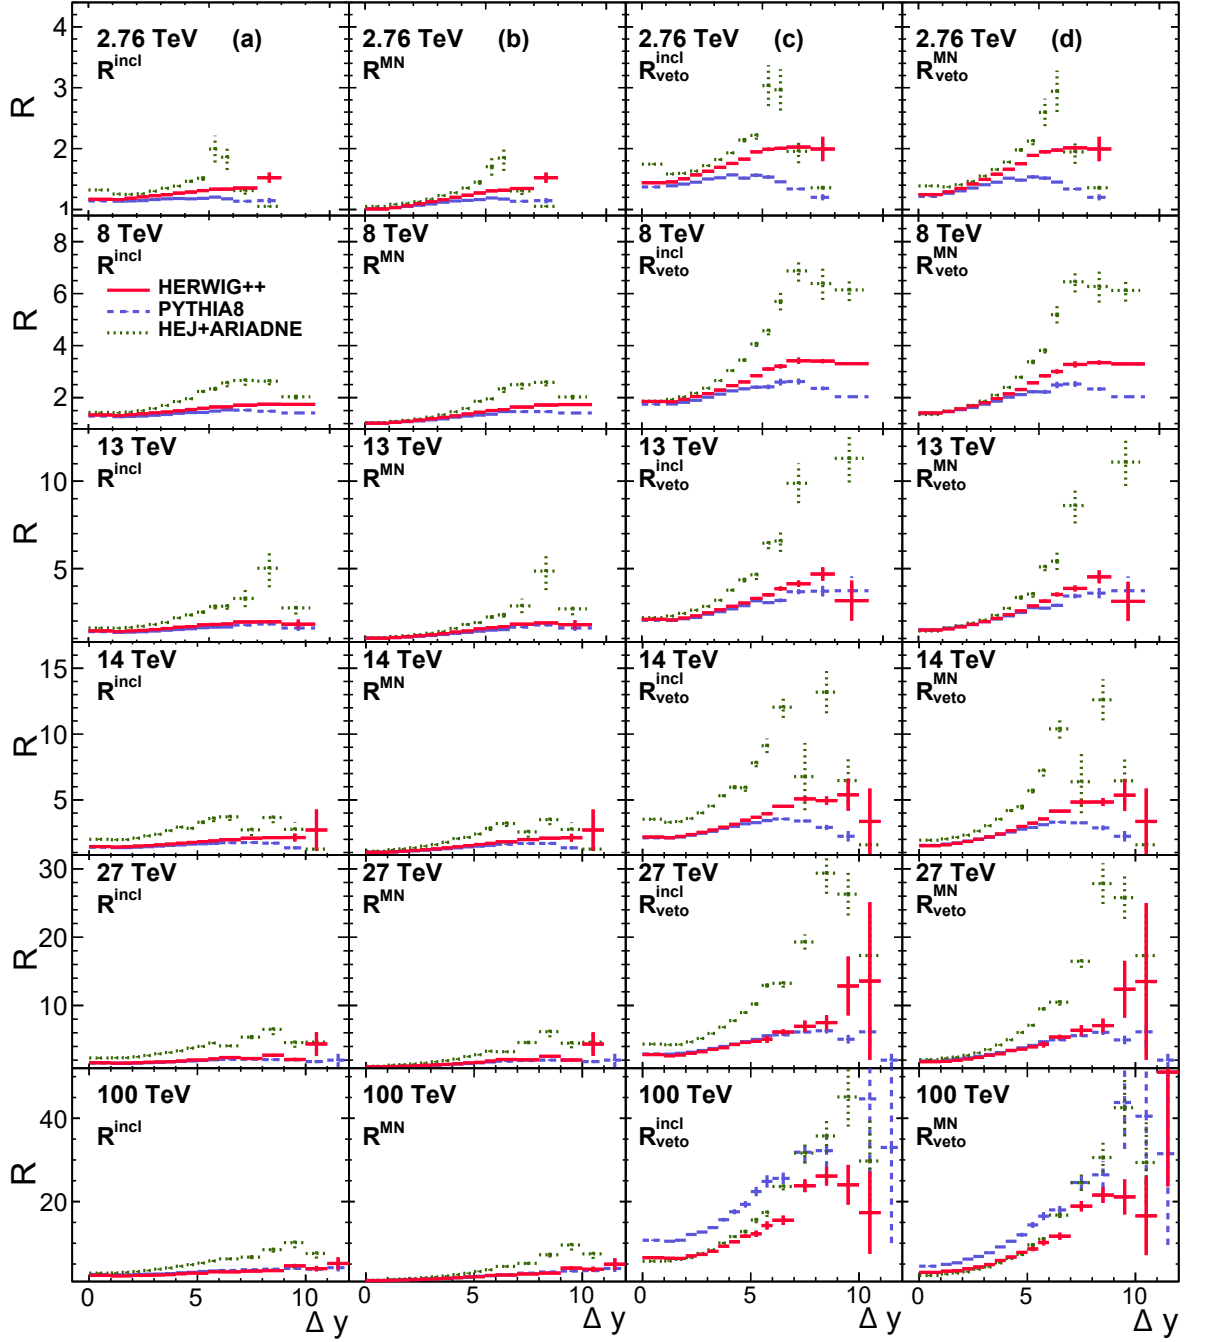 2.76 TeV (a) 2.76 TeV (b) 2.76 TeV (c) 2.76 TeV (d)
R^incl R^MN R^incl_veto R^MN_veto
R
4
3
2
1
8 TeV 8 TeV 8 TeV 8 TeV
R^incl R^MN R^incl_veto R^MN_veto
HERWIG++
PYTHIA8
HEJ+ARIADNE
R
8
6
4
2
13 TeV 13 TeV 13 TeV 13 TeV
R^incl R^MN R^incl_veto R^MN_veto
R
10
5
14 TeV 14 TeV 14 TeV 14 TeV
R^incl R^MN R^incl_veto R^MN_veto
R
15
10
5
27 TeV 27 TeV 27 TeV 27 TeV
R^incl R^MN R^incl_veto R^MN_veto
R
30
20
10
100 TeV 100 TeV 100 TeV 100 TeV
R^incl R^MN R^incl_veto R^MN_veto
R
40
20
0 5 10 0 5 10 0 5 10 0 5 10
Δ y Δ y Δ y Δ y